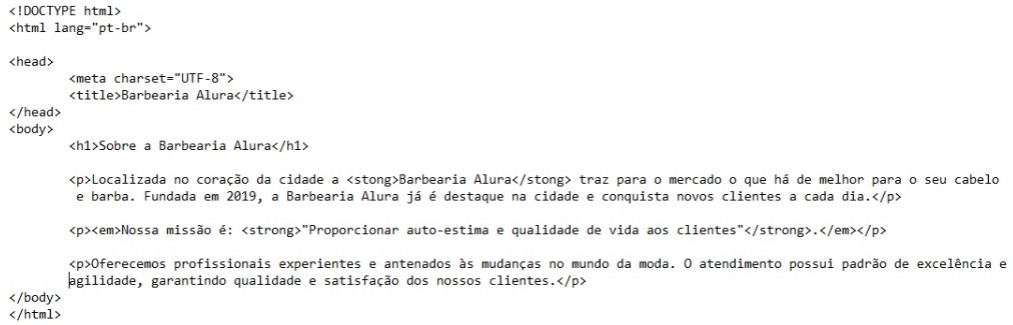 <!DOCTYPE html>
<html lang="pt-br">
<head>
<meta charset="UTF-8">
<title>Barbearia Alura</title>
</head>
<body>
<h1>Sobre a Barbearia Alura</h1>
<p>Localizada no coração da cidade a <stong>Barbearia Alura</stong> traz para o mercado o que há de melhor para o seu cabelo
e barba. Fundada em 2019, a Barbearia Alura já é destaque na cidade e conquista novos clientes a cada dia.</p>
<p><em>Nossa missão é: <strong>"Proporcionar auto-estima e qualidade de vida aos clientes"</strong>.</em></p>
<p>Oferecemos profissionais experientes e antenados às mudanças no mundo da moda. O atendimento possui padrão de excelência e
agilidade, garantindo qualidade e satisfação dos nossos clientes.</p>
</body>
</html>